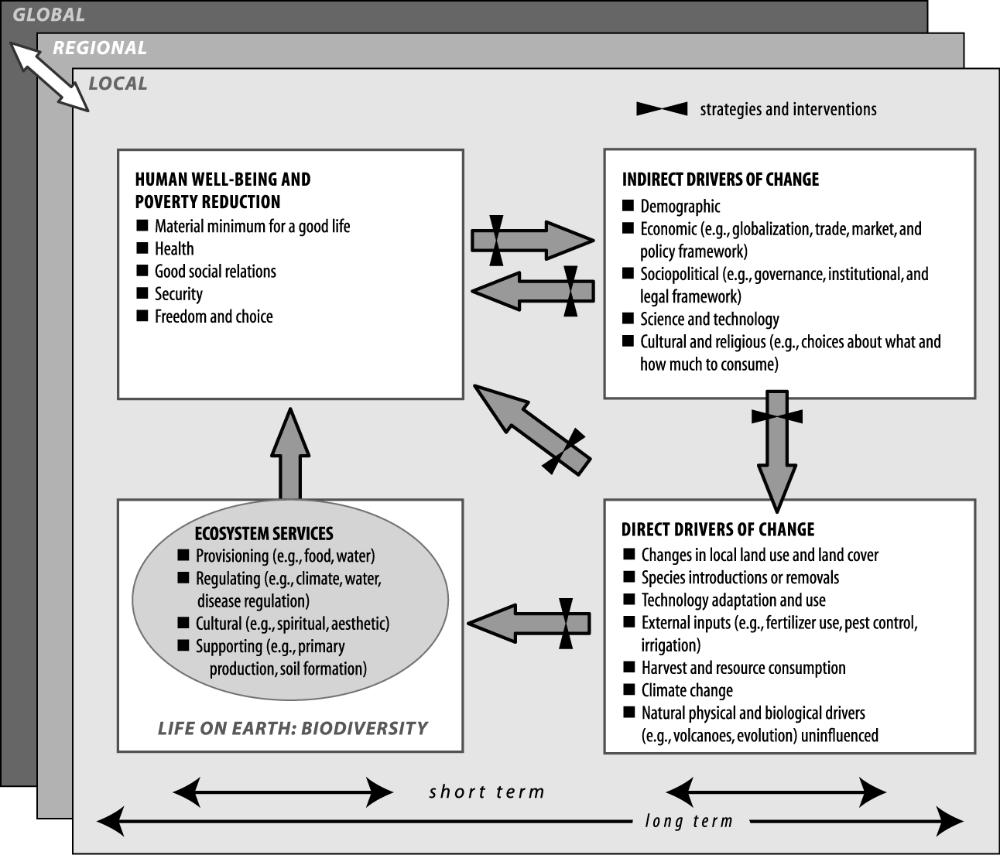 GLOBAL
REGIONAL
LOCAL
strategies and interventions
HUMAN WELL-BEING AND
POVERTY REDUCTION
■ Material minimum for a good life
■ Health
■ Good social relations
■ Security
■ Freedom and choice
INDIRECT DRIVERS OF CHANGE
■ Demographic
■ Economic (e.g., globalization, trade, market, and
policy framework)
■ Sociopolitical (e.g., governance, institutional, and
legal framework)
■ Science and technology
■ Cultural and religious (e.g., choices about what and
how much to consume)
ECOSYSTEM SERVICES
■ Provisioning (e.g., food, water)
■ Regulating (e.g., climate, water,
disease regulation)
■ Cultural (e.g., spiritual, aesthetic)
■ Supporting (e.g., primary
production, soil formation)
LIFE ON EARTH: BIODIVERSITY
DIRECT DRIVERS OF CHANGE
■ Changes in local land use and land cover
■ Species introductions or removals
■ Technology adaptation and use
■ External inputs (e.g., fertilizer use, pest control,
irrigation)
■ Harvest and resource consumption
■ Climate change
■ Natural physical and biological drivers
(e.g., volcanoes, evolution) uninfluenced
short term
long term